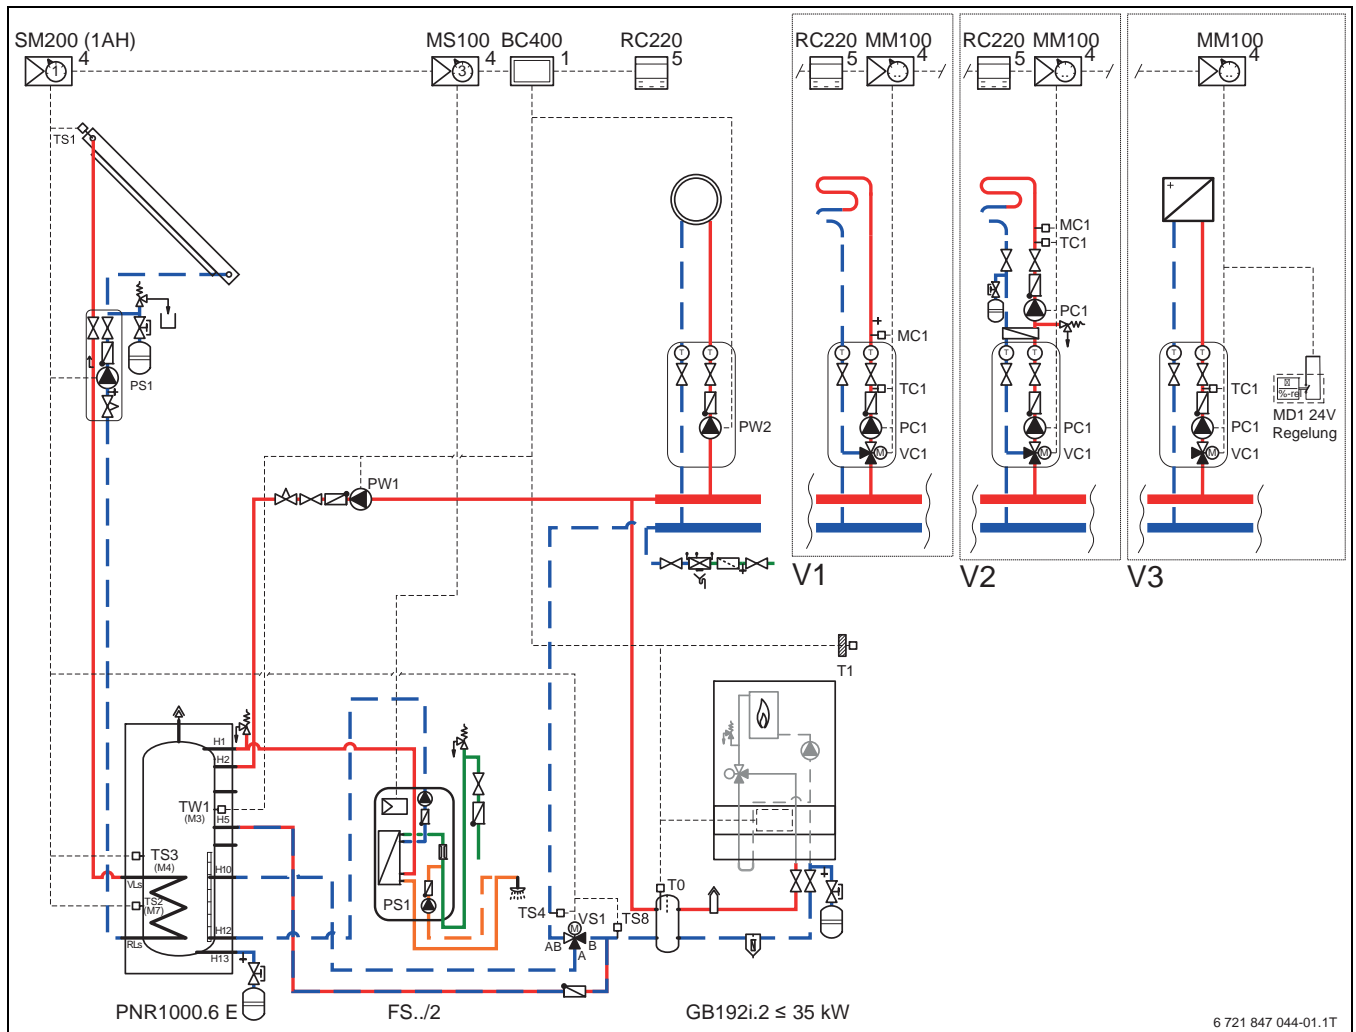 SM200 (1AH)
4
1
MS100
4
3
BC400
1
RC220
5
RC220
5
MM100
4
RC220
5
MM100
4
MM100
4
TS1
PS1
MC1
TC1
PC1
T
T
PW2
T
T
MC1
TC1
PC1
M
VC1
T
T
PC1
M
VC1
T
T
TC1
PC1
M
VC1
%-rel
MD1 24V
Regelung
PW1
V1
V2
V3
T1
H1
H2
TW1
(M3)
H5
TS3
(M4)
H10
VLs
TS2
(M7)
RLs
H12
H13
PS1
TS4
M
VS1
AB
B
A
TS8
T0
PNR1000.6 E
FS../2
GB192i.2 ≤ 35 kW
6 721 847 044-01.1T